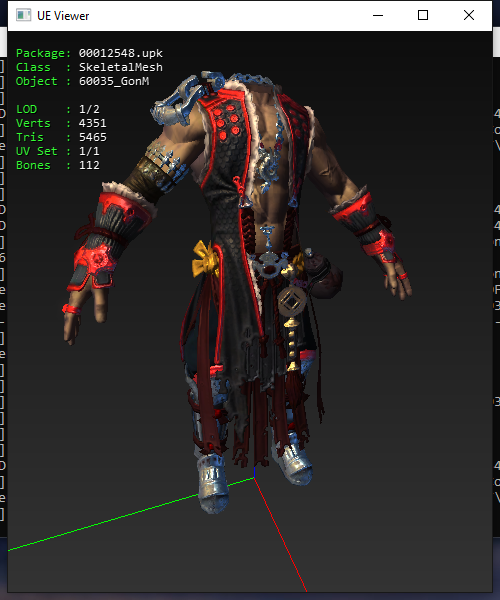 UE Viewer
Package: 00012548.upk
Class : SkeletalMesh
Object : 60035_GonM
LOD : 1/2
Verts : 4351
Tris : 5465
UV Set : 1/1
Bones : 112